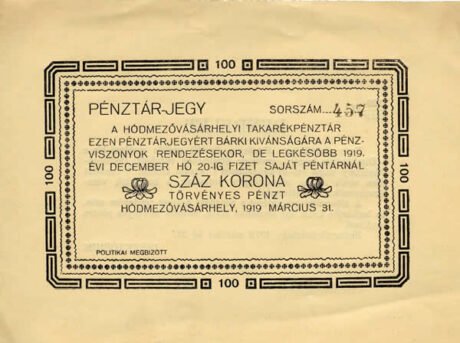 100
PÉNZTÁR-JEGY SORSZÁM....457
A HÓDMEZŐVÁSÁRHELYI TAKARÉKPÉNZTÁR
EZEN PÉNZTÁRJEGYÉRT BÁRKI KIVÁNSÁGÁRA A PÉNZ-
VISZONYOK RENDEZÉSEKOR, DE LEGKÉSŐBB 1919.
ÉVI DECEMBER HÓ 20-IG FIZET SAJÁT PÉNTÁRNÁL
SZÁZ KORONA
TÖRVÉNYES PÉNZT
HÓDMEZŐVÁSÁRHELY, 1919 MÁRCIUS 31.
100 100
POLITIKAI MEGBIZOTT
100